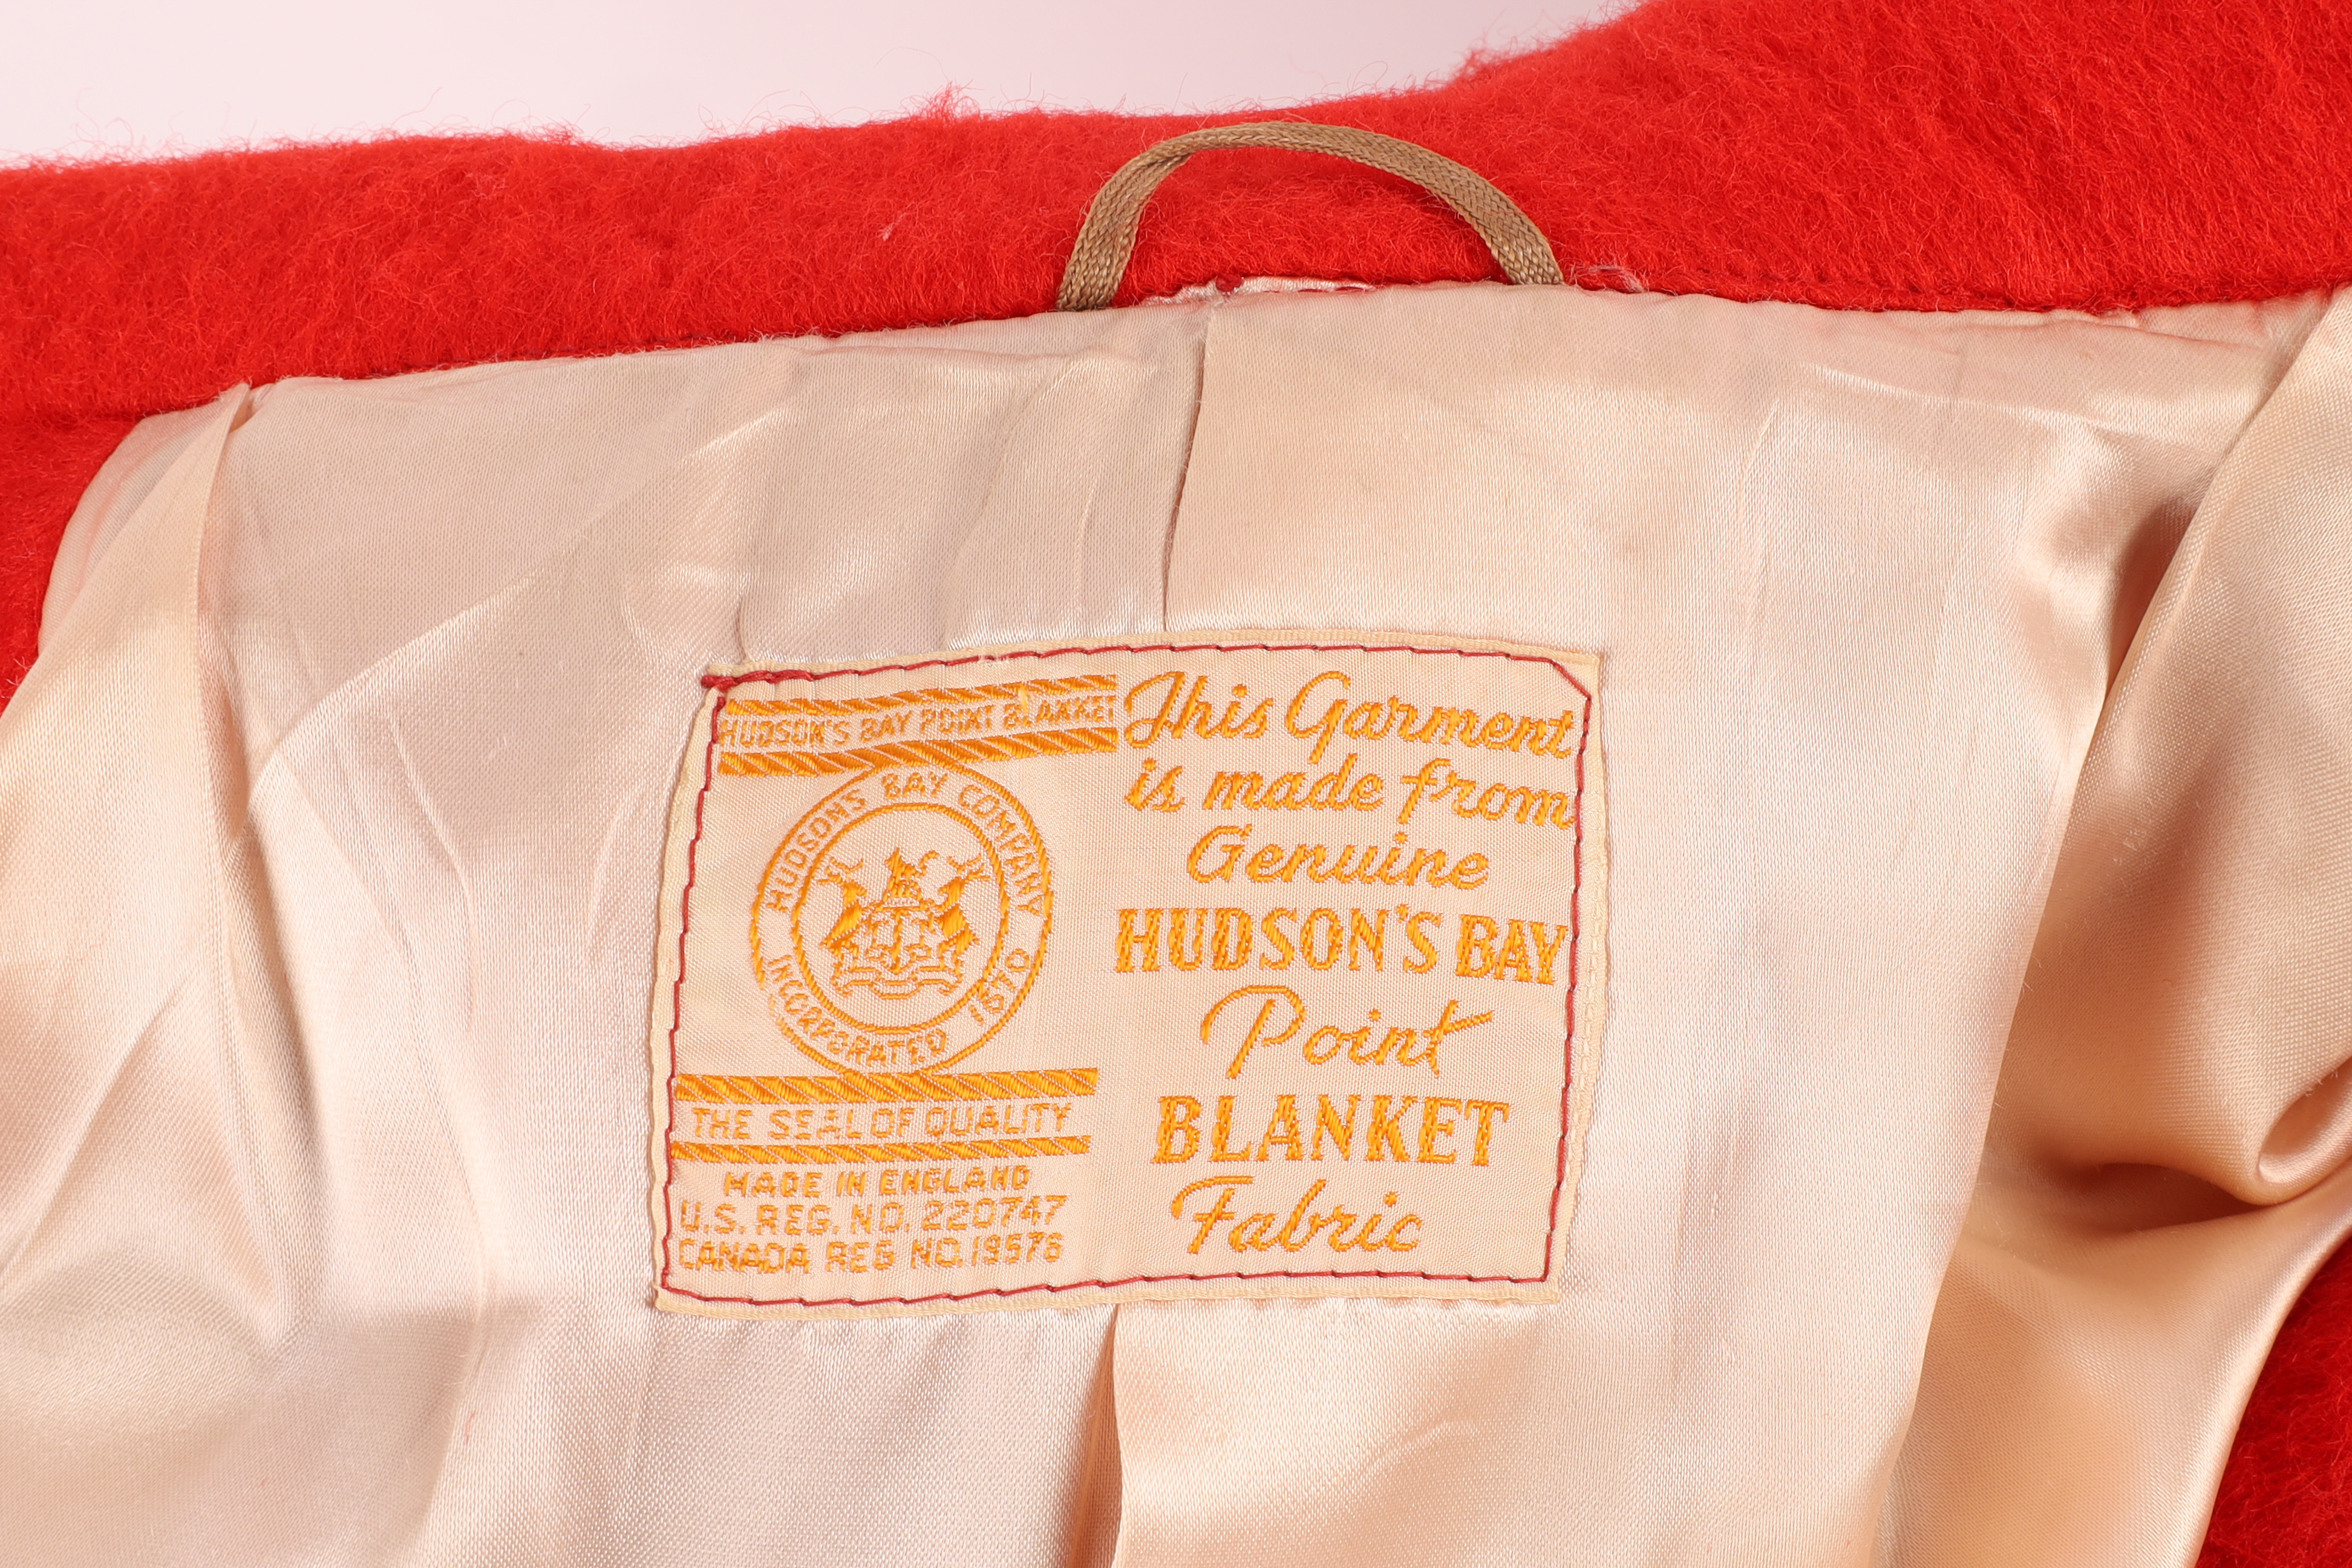 HUDSON'S BAY POINT BLANKET
HUDSON'S BAY COMPANY
INCORPORATED 1670
THE SEAL OF QUALITY
MADE IN ENGLAND
U.S. REG. NO. 220747
CANADA REG NO. 19576
This Garment
is made from
Genuine
HUDSON'S BAY
Point
BLANKET
Fabric